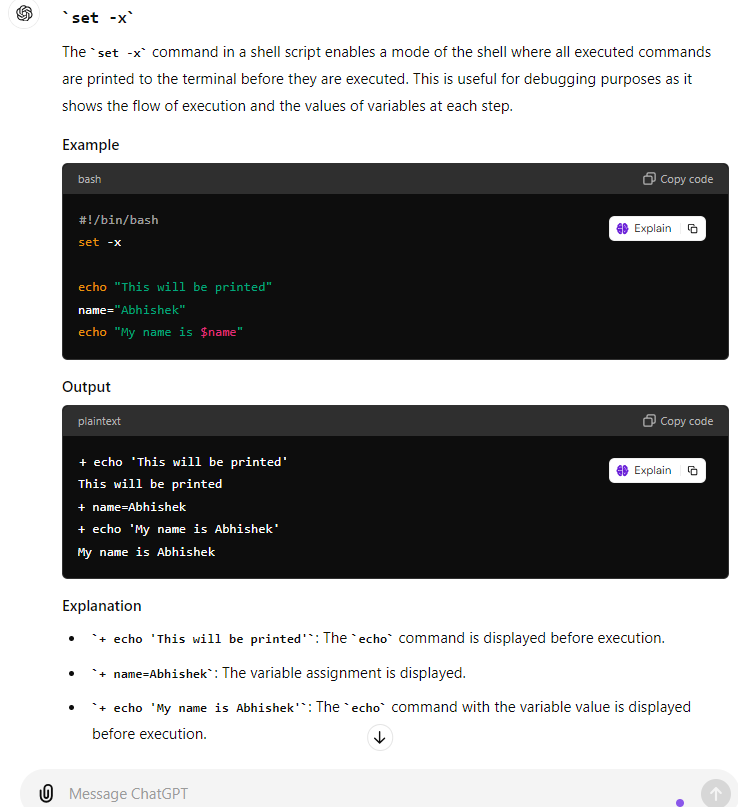 `set -x`
The `set -x` command in a shell script enables a mode of the shell where all executed commands
are printed to the terminal before they are executed. This is useful for debugging purposes as it
shows the flow of execution and the values of variables at each step.
Example
bash
Copy code
#!/bin/bash
Explain
set -x
echo "This will be printed"
name="Abhishek"
echo "My name is $name"
Output
plaintext
Copy code
+ echo 'This will be printed'
Explain
This will be printed
+ name=Abhishek
+ echo 'My name is Abhishek'
My name is Abhishek
Explanation
• `+ echo 'This will be printed'`: The `echo` command is displayed before execution.
• `+ name=Abhishek`: The variable assignment is displayed.
• `+ echo 'My name is Abhishek'`: The `echo` command with the variable value is displayed
before execution.
Message ChatGPT